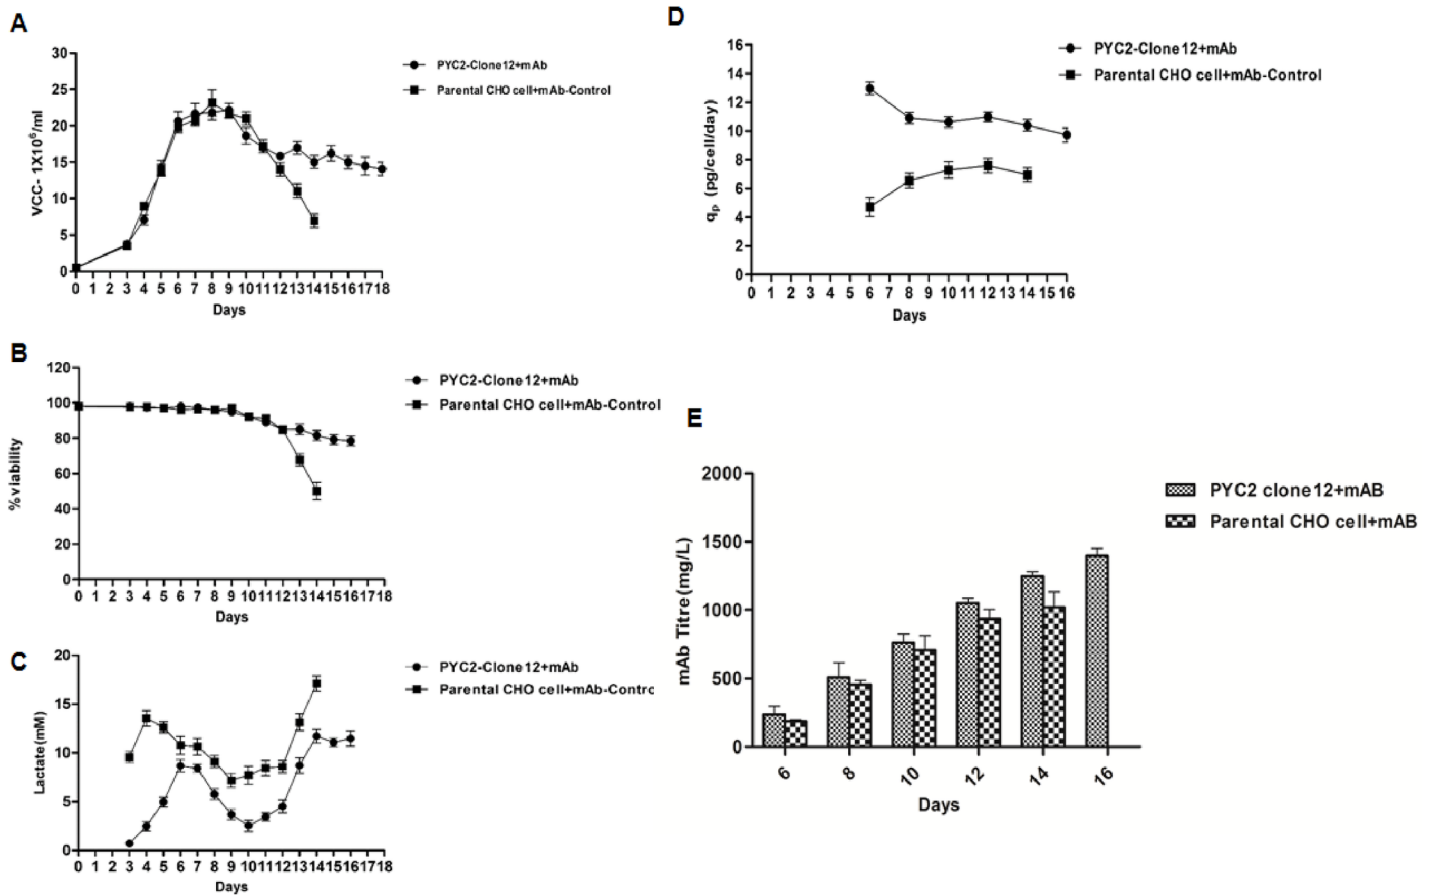 A
30
25
20
15
10
5
0
VCC- 1X10⁶/ml
0 1 2 3 4 5 6 7 8 9 10 11 12 13 14 15 16 17 18
Days
PYC2-Clone12+mAb
Parental CHO cell+mAb-Control
B
120
100
80
60
40
20
0
%viability
0 1 2 3 4 5 6 7 8 9 10 11 12 13 14 15 16 17 18
Days
PYC2-Clone12+mAb
Parental CHO cell+mAb-Control
C
20
15
10
5
0
Lactate(mM)
0 1 2 3 4 5 6 7 8 9 10 11 12 13 14 15 16 17 18
Days
PYC2-Clone12+mAb
Parental CHO cell+mAb-Contrc
D
16
14
12
10
8
6
4
2
0
qₚ (pg/cell/day)
0 1 2 3 4 5 6 7 8 9 10 11 12 13 14 15 16
Days
PYC2-Clone12+mAb
Parental CHO cell+mAb-Control
E
2000
1500
1000
500
0
mAb Titre(mg/L)
6 8 10 12 14 16
Days
PYC2 clone12+mAB
Parental CHO cell+mAB